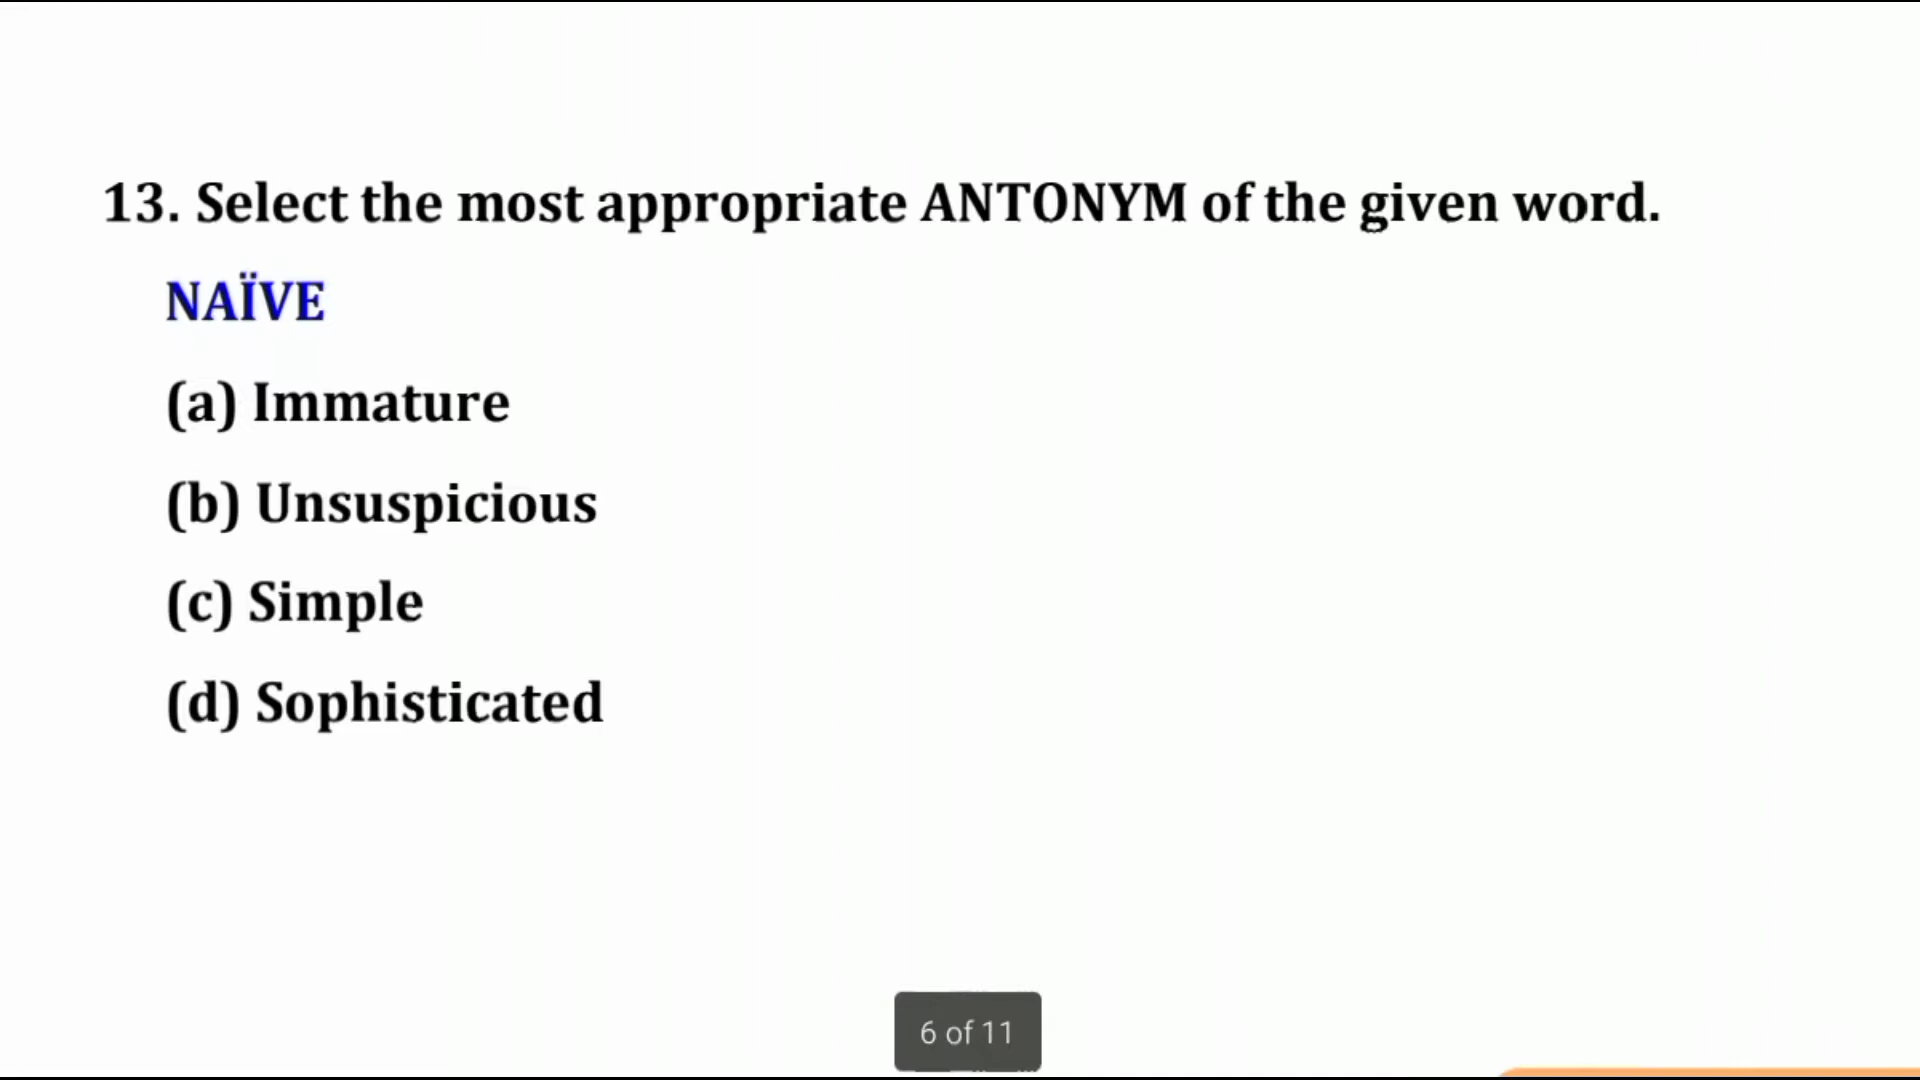 13. Select the most appropriate ANTONYM of the given word.
NAÏVE
(a) Immature
(b) Unsuspicious
(c) Simple
(d) Sophisticated
6 of 11